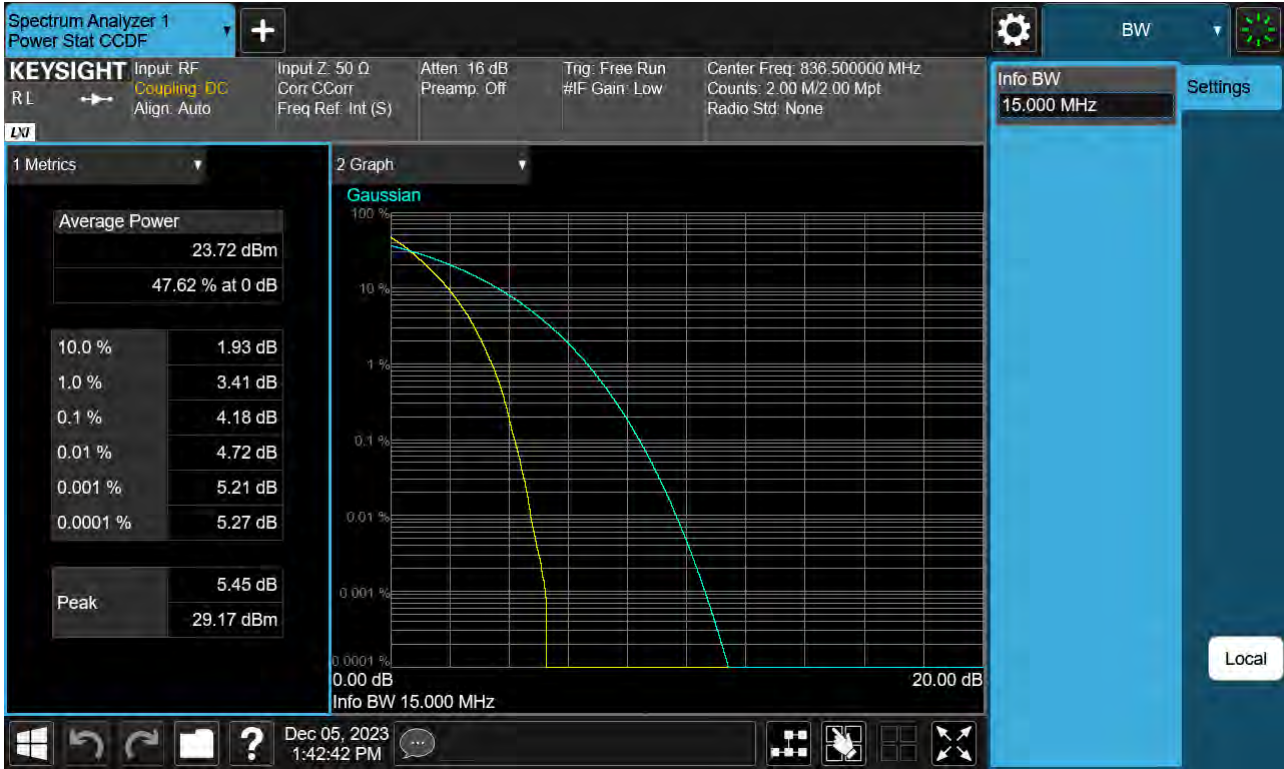 Spectrum Analyzer 1
Power Stat CCDF
+
BW
KEYSIGHT
R L
LXI
Input: RF
Coupling: DC
Align: Auto
Input Z: 50 Ω
Corr CCorr
Freq Ref: Int (S)
Atten: 16 dB
Preamp: Off
Trig: Free Run
#IF Gain: Low
Center Freq: 836.500000 MHz
Counts: 2.00 M/2.00 Mpt
Radio Std: None
Info BW
15.000 MHz
Settings
1 Metrics
Average Power
23.72 dBm
47.62 % at 0 dB
10.0 % 1.93 dB
1.0 % 3.41 dB
0.1 % 4.18 dB
0.01 % 4.72 dB
0.001 % 5.21 dB
0.0001 % 5.27 dB
Peak
5.45 dB
29.17 dBm
2 Graph
Gaussian
100 %
10 %
1 %
0.1 %
0.01 %
0.001 %
0.0001 %
0.00 dB 20.00 dB
Info BW 15.000 MHz
Local
?
Dec 05, 2023
1:42:42 PM